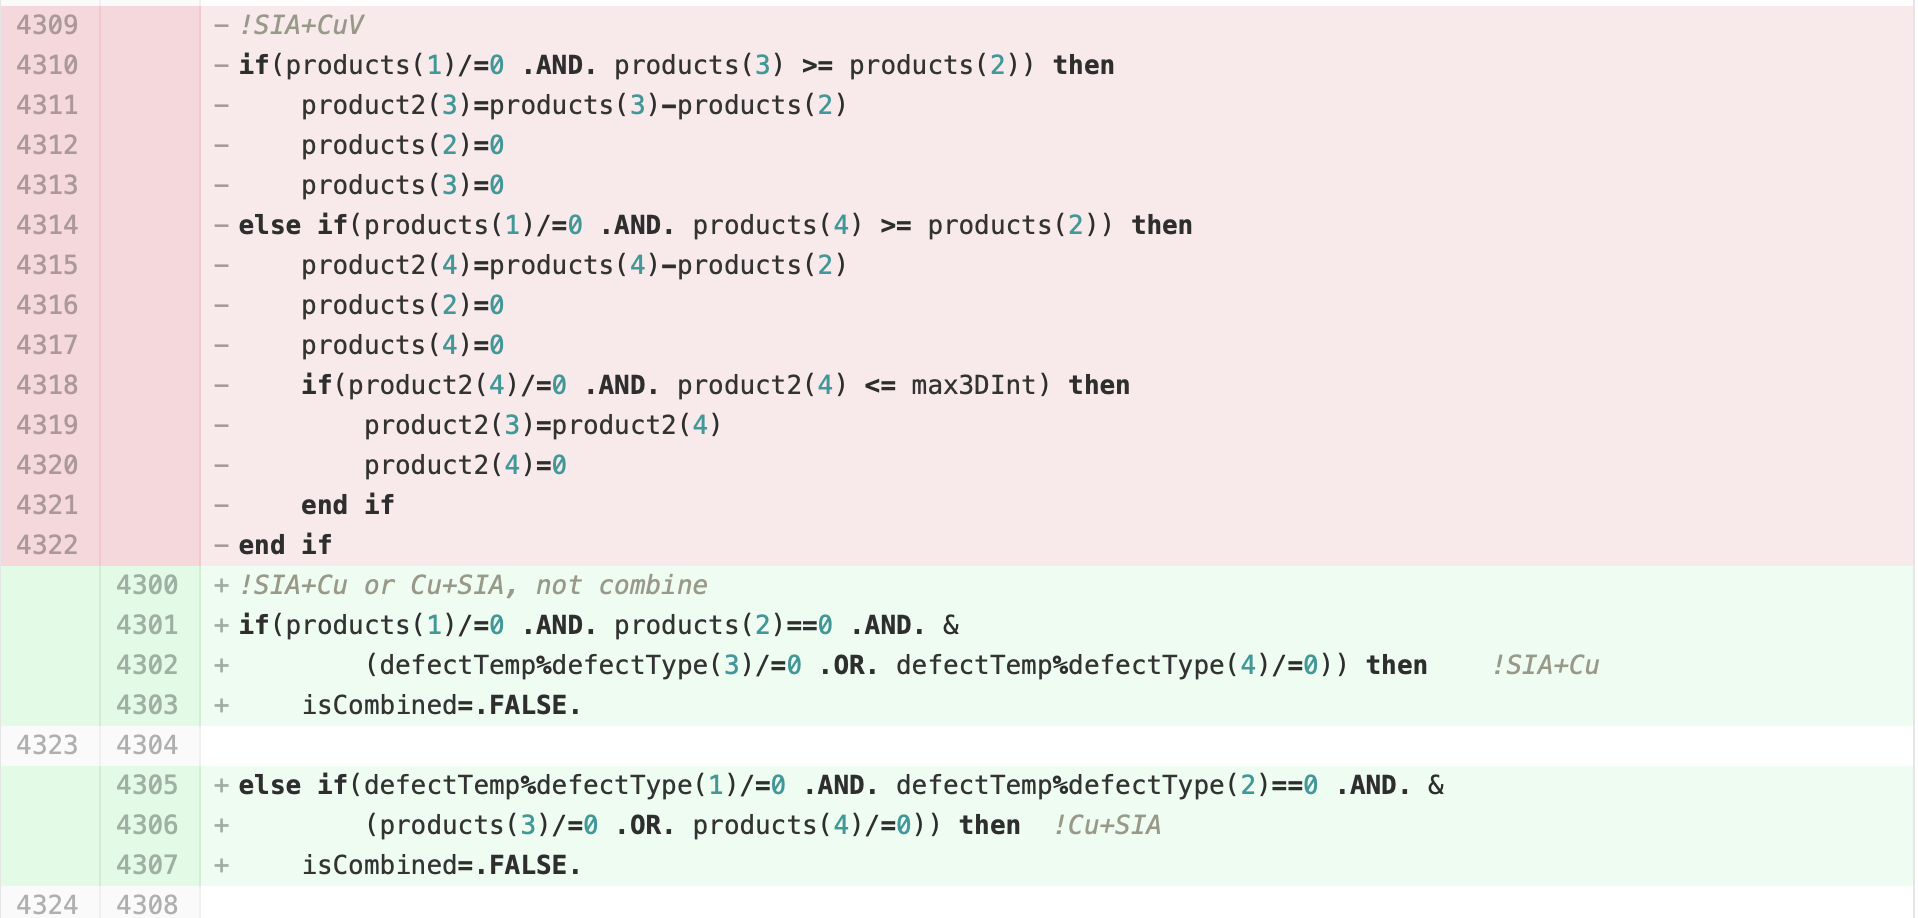 4309 - !SIA+CuV
4310 - if(products(1)/=0 .AND. products(3) >= products(2)) then
4311 -     product2(3)=products(3)-products(2)
4312 -     products(2)=0
4313 -     products(3)=0
4314 - else if(products(1)/=0 .AND. products(4) >= products(2)) then
4315 -     product2(4)=products(4)-products(2)
4316 -     products(2)=0
4317 -     products(4)=0
4318 -     if(product2(4)/=0 .AND. product2(4) <= max3DInt) then
4319 -         product2(3)=product2(4)
4320 -         product2(4)=0
4321 -     end if
4322 - end if
4300 + !SIA+Cu or Cu+SIA, not combine
4301 + if(products(1)/=0 .AND. products(2)==0 .AND. &
4302 +         (defectTemp%defectType(3)/=0 .OR. defectTemp%defectType(4)/=0)) then    !SIA+Cu
4303 +     isCombined=.FALSE.
4323 4304
4305 + else if(defectTemp%defectType(1)/=0 .AND. defectTemp%defectType(2)==0 .AND. &
4306 +         (products(3)/=0 .OR. products(4)/=0)) then  !Cu+SIA
4307 +     isCombined=.FALSE.
4324 4308